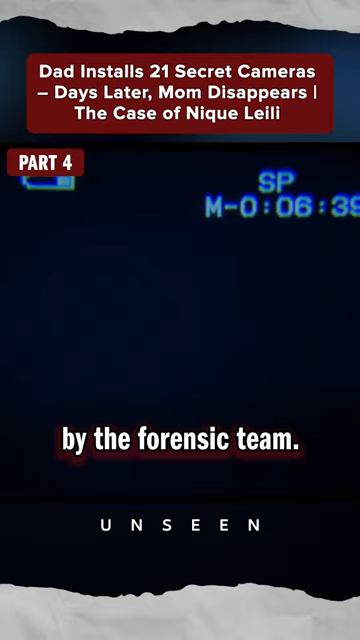 Dad Installs 21 Secret Cameras
– Days Later, Mom Disappears |
The Case of Nique Leili
PART 4
SP
M-0:06:39
by the forensic team.
UNSEEN